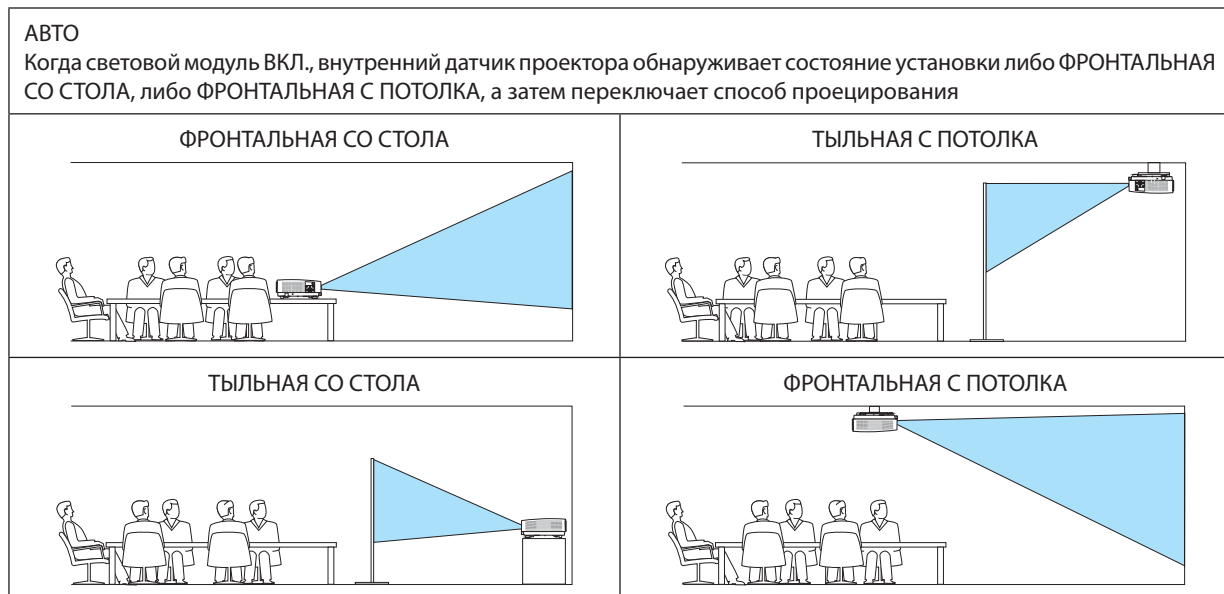 АВТО
Когда световой модуль ВКЛ., внутренний датчик проектора обнаруживает состояние установки либо ФРОНТАЛЬНАЯ
СО СТОЛА, либо ФРОНТАЛЬНАЯ С ПОТОЛКА, а затем переключает способ проецирования
ФРОНТАЛЬНАЯ СО СТОЛА
ТЫЛЬНАЯ С ПОТОЛКА
ТЫЛЬНАЯ СО СТОЛА
ФРОНТАЛЬНАЯ С ПОТОЛКА